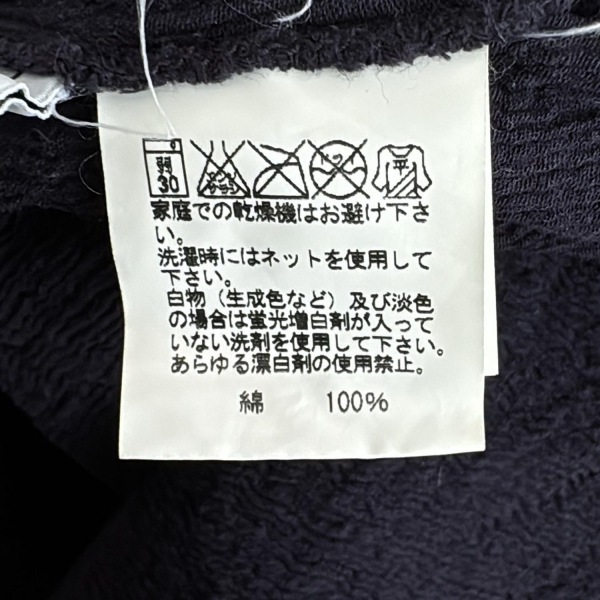 弱
30
ドライ
平
家庭での乾燥機はお避け下さ
い。
洗濯時にはネットを使用して
下さい。
白物（生成色など）及び淡色
の場合は蛍光増白剤が入って
いない洗剤を使用して下さい。
あらゆる漂白剤の使用禁止。
綿 100%